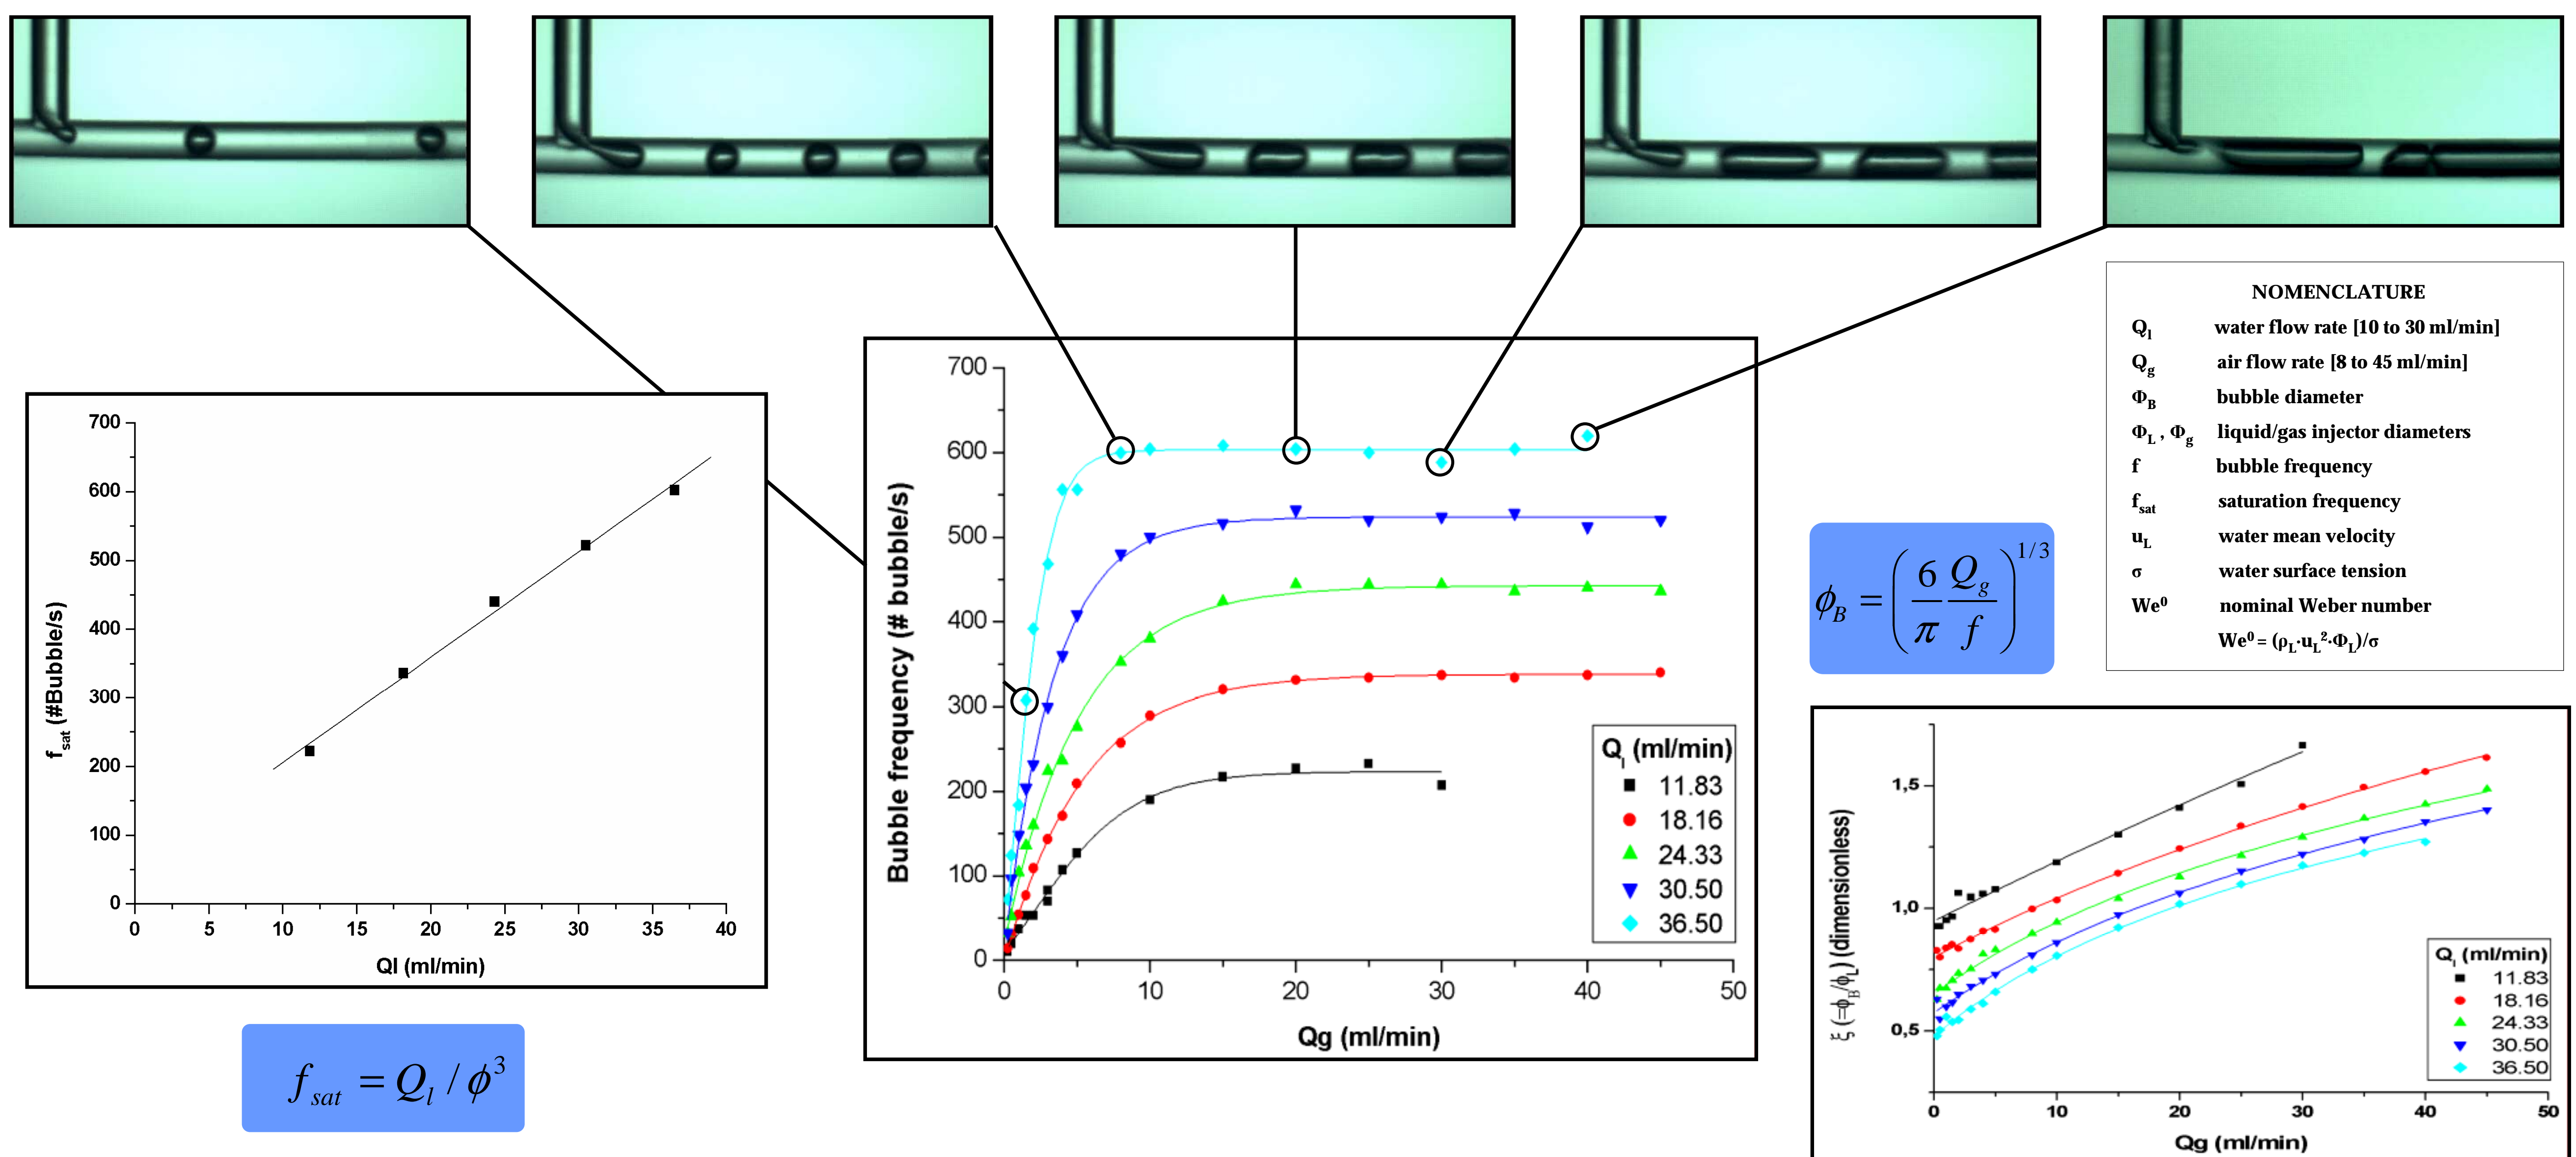 NOMENCLATURE
Q_l water flow rate [10 to 30 ml/min]
Q_g air flow rate [8 to 45 ml/min]
Φ_B bubble diameter
Φ_L , Φ_g liquid/gas injector diameters
f bubble frequency
f_sat saturation frequency
u_L water mean velocity
σ water surface tension
We⁰ nominal Weber number
We⁰ = (ρ_L·u_L²·Φ_L)/σ
700
600
500
400
300
200
100
0
0 5 10 15 20 25 30 35 40
f_sat (#Bubble/s)
Ql (ml/min)
f_sat = Q_l / ϕ³
700
600
500
400
300
200
100
0
0 10 20 30 40 50
Bubble frequency (# bubble/s)
Qg (ml/min)
Q_l (ml/min)
11.83
18.16
24.33
30.50
36.50
ϕ_B = (6/π Q_g/f)^1/3
1,5
1,0
0,5
0 10 20 30 40 50
ξ (=ϕ_B/ϕ_L) (dimensionless)
Qg (ml/min)
Q_l (ml/min)
11.83
18.16
24.33
30.50
36.50